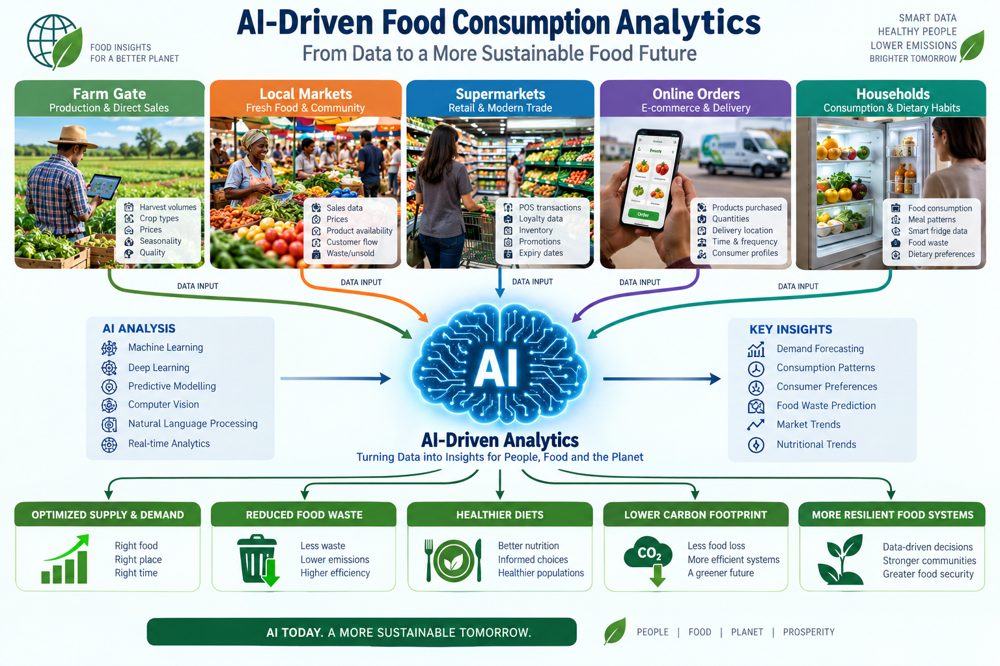 AI-Driven Food Consumption Analytics
From Data to a More Sustainable Food Future
FOOD INSIGHTS
FOR A BETTER PLANET
SMART DATA
HEALTHY PEOPLE
LOWER EMISSIONS
BRIGHTER TOMORROW
Farm Gate
Production & Direct Sales
Harvest volumes
Crop types
Prices
Seasonality
Quality
Local Markets
Fresh Food & Community
Sales data
Prices
Product availability
Customer flow
Waste/unsold
Supermarkets
Retail & Modern Trade
POS transactions
Loyalty data
Inventory
Promotions
Expiry dates
Online Orders
E-commerce & Delivery
Order
Products purchased
Quantities
Delivery location
Time & frequency
Consumer profiles
Households
Consumption & Dietary Habits
Food consumption
Meal patterns
Smart fridge data
Food waste
Dietary preferences
DATA INPUT
DATA INPUT
DATA INPUT
DATA INPUT
DATA INPUT
AI ANALYSIS
Machine Learning
Deep Learning
Predictive Modelling
Computer Vision
Natural Language Processing
Real-time Analytics
AI
AI-Driven Analytics
Turning Data into Insights for People, Food and the Planet
KEY INSIGHTS
Demand Forecasting
Consumption Patterns
Consumer Preferences
Food Waste Prediction
Market Trends
Nutritional Trends
OPTIMIZED SUPPLY & DEMAND
Right food
Right place
Right time
REDUCED FOOD WASTE
Less waste
Lower emissions
Higher efficiency
HEALTHIER DIETS
Better nutrition
Informed choices
Healthier populations
LOWER CARBON FOOTPRINT
CO₂
Less food loss
More efficient systems
A greener future
MORE RESILIENT FOOD SYSTEMS
Data-driven decisions
Stronger communities
Greater food security
AI TODAY. A MORE SUSTAINABLE TOMORROW.
PEOPLE | FOOD | PLANET | PROSPERITY